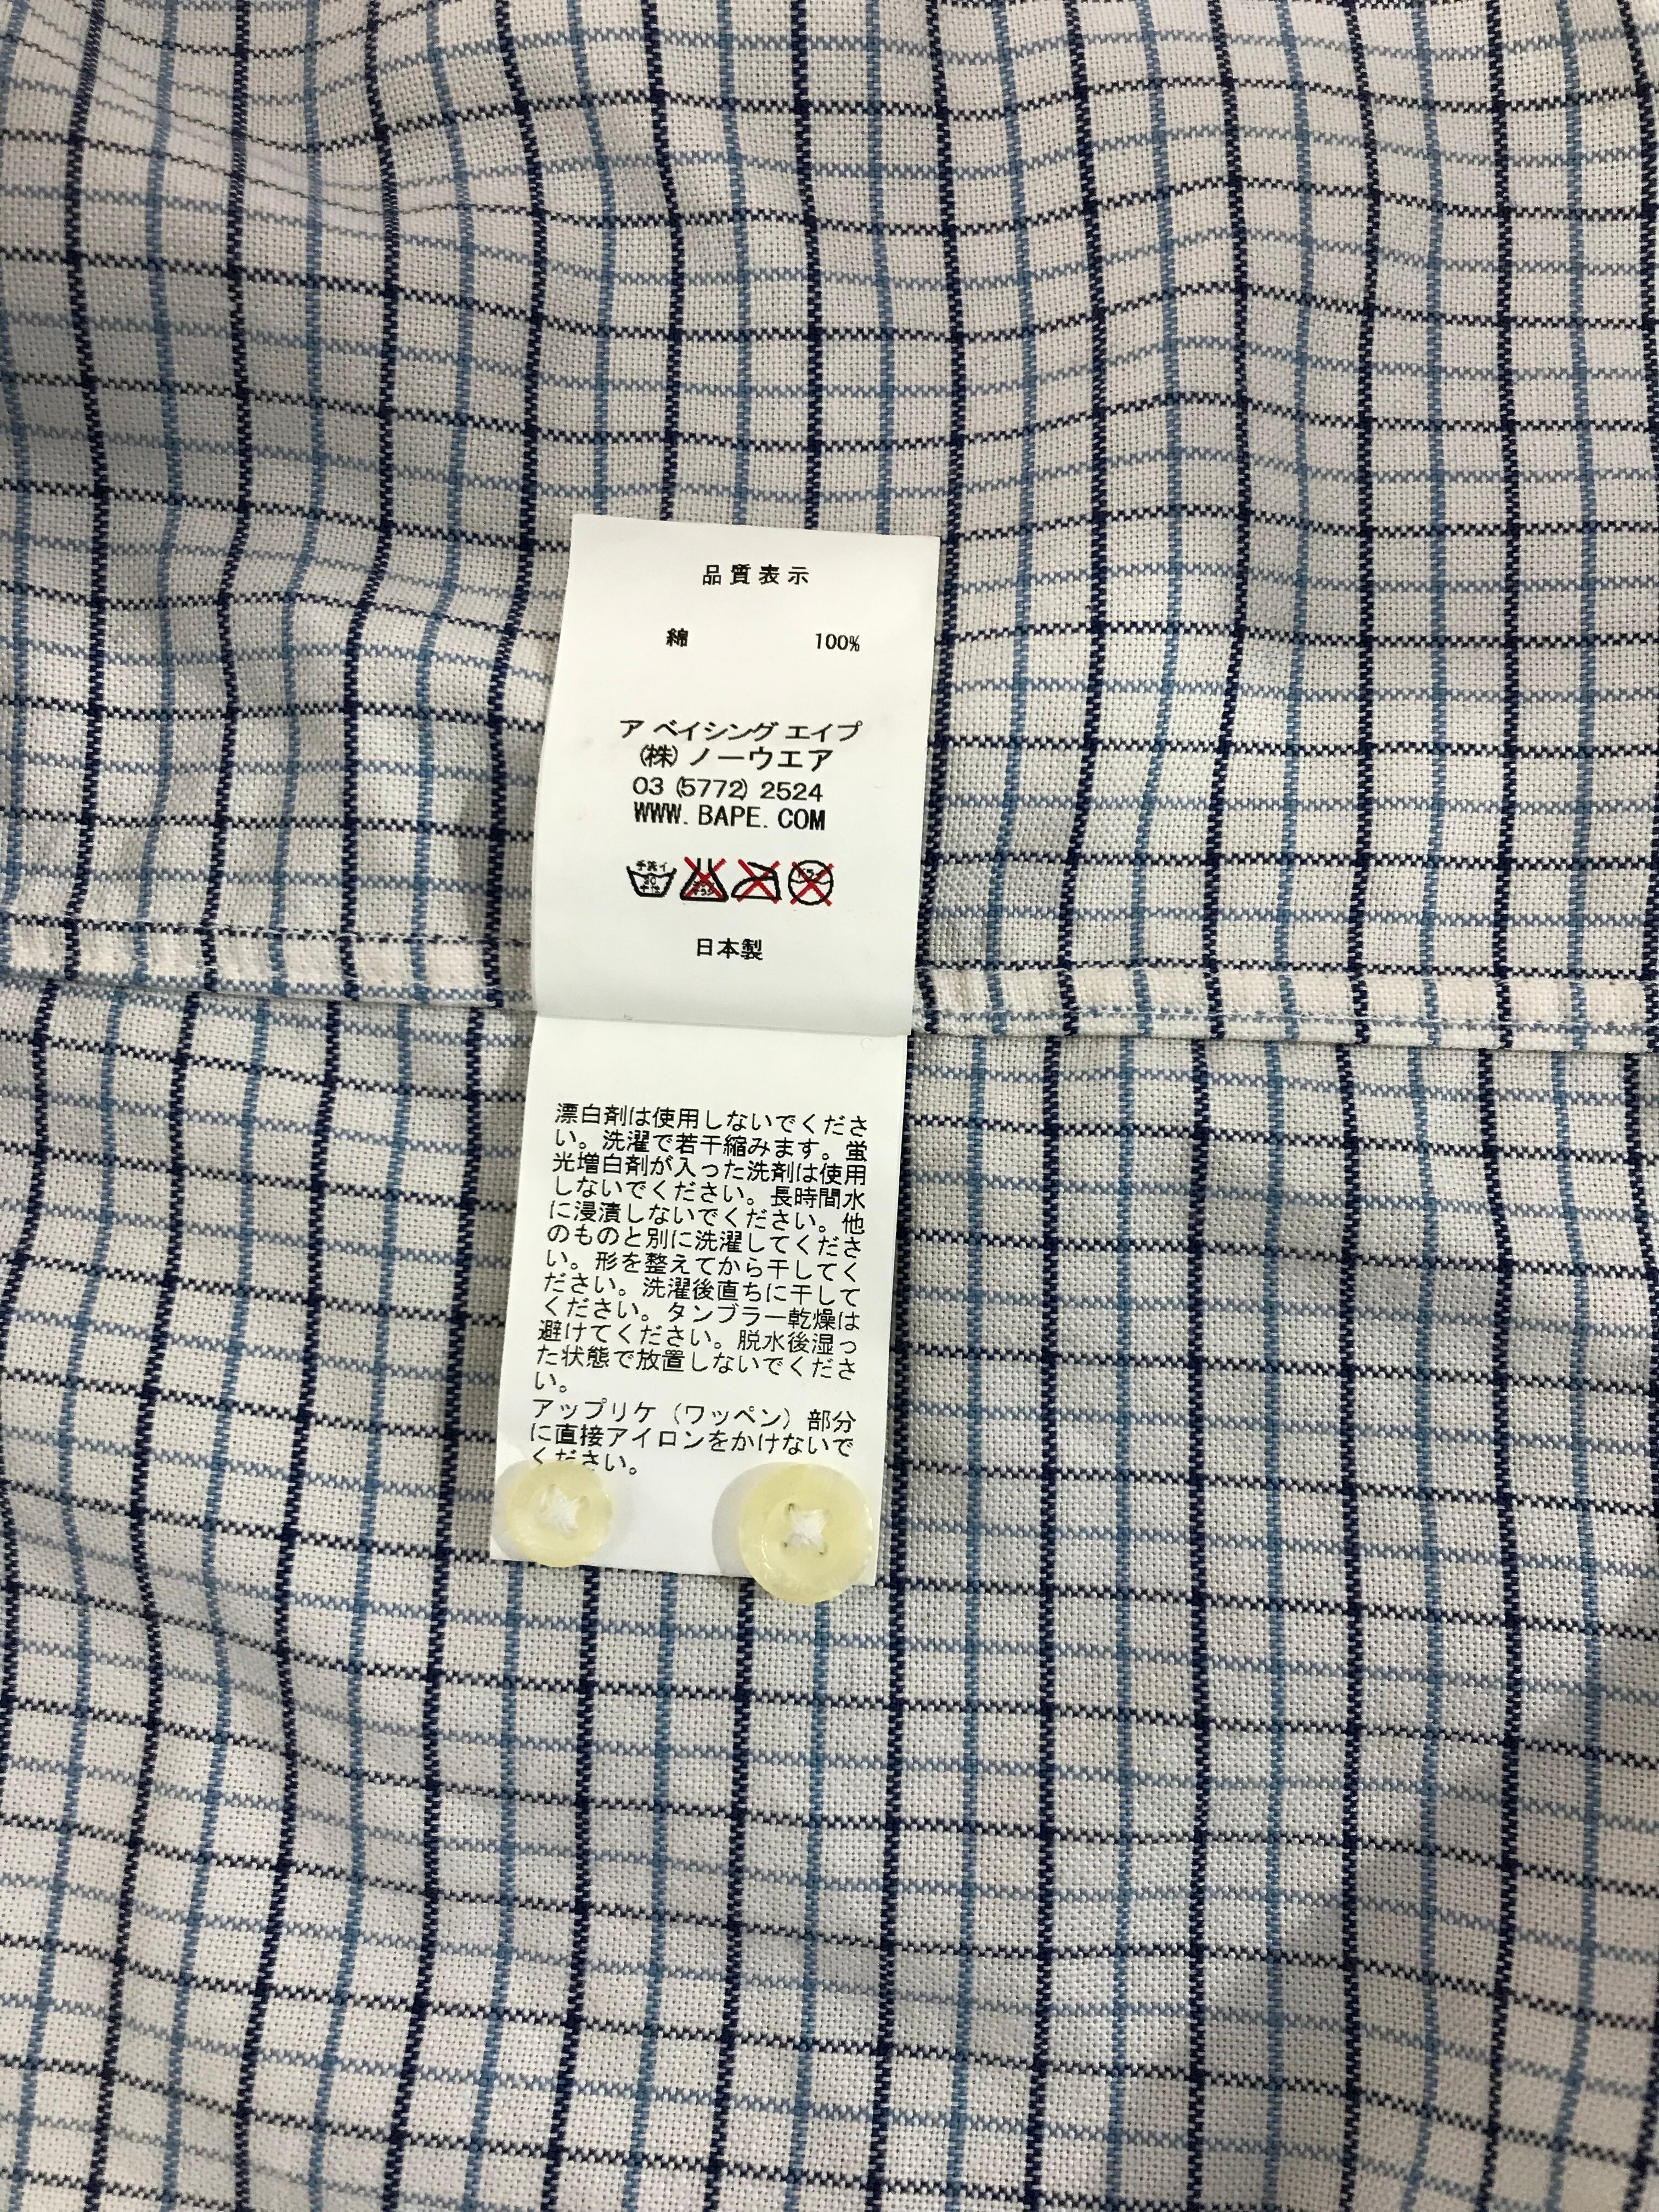 品質表示
綿 100%
ア ベイシング エイプ
(株) ノーウエア
03 (5772) 2524
WWW. BAPE. COM
手洗イ
30
日本製
漂白剤は使用しないでくださ
い。洗濯で若干縮みます。蛍
光増白剤が入った洗剤は使用
しないでください。長時間水
に浸漬しないでください。他
のものと別に洗濯してくださ
い。形を整えてから干してく
ださい。洗濯後直ちに干して
ください。タンブラー乾燥は
避けてください。脱水後湿っ
た状態で放置しないでくださ
い。
アップリケ（ワッペン）部分
に直接アイロンをかけないで
ください。